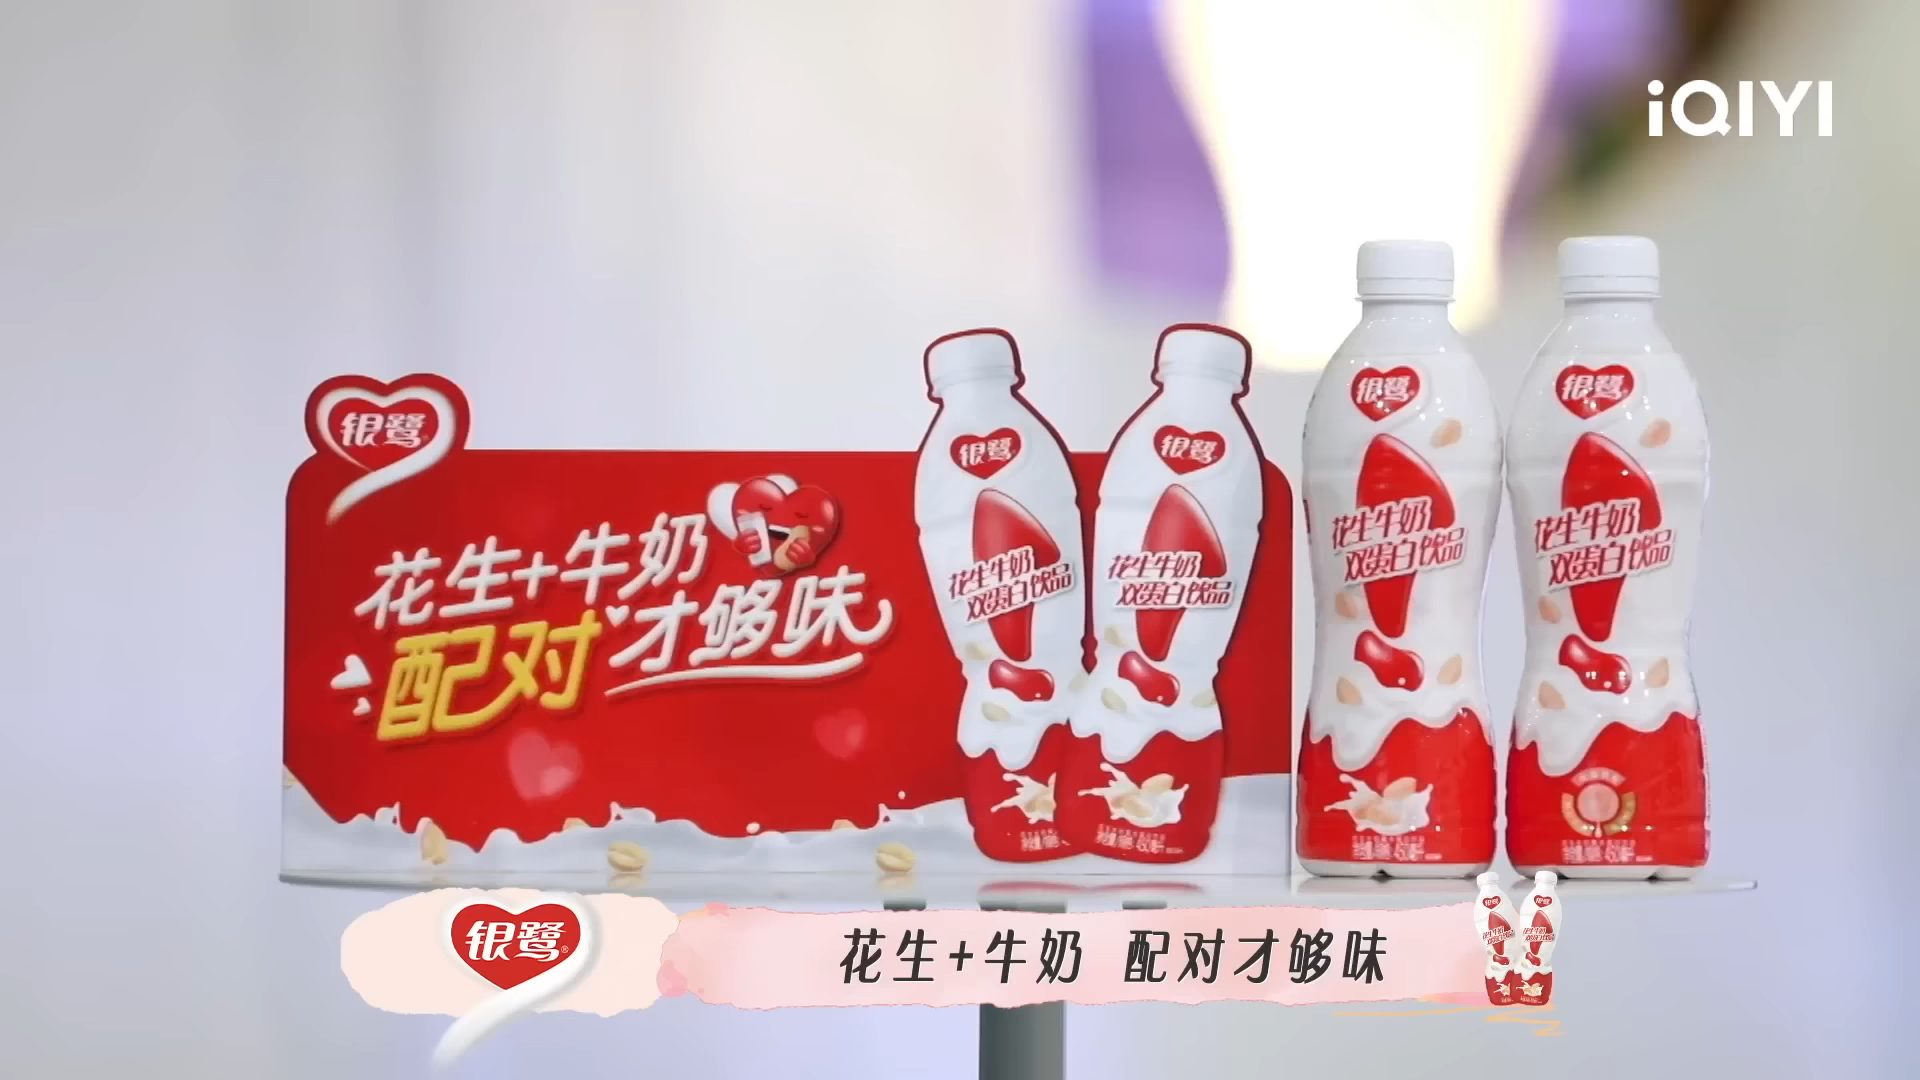 iQIYI
银鹭
花生+牛奶
配对才够味
银鹭
花生牛奶
双蛋白饮品
银鹭
花生牛奶
双蛋白饮品
银鹭
花生牛奶
双蛋白饮品
银鹭
花生牛奶
双蛋白饮品
银鹭
花生+牛奶 配对才够味